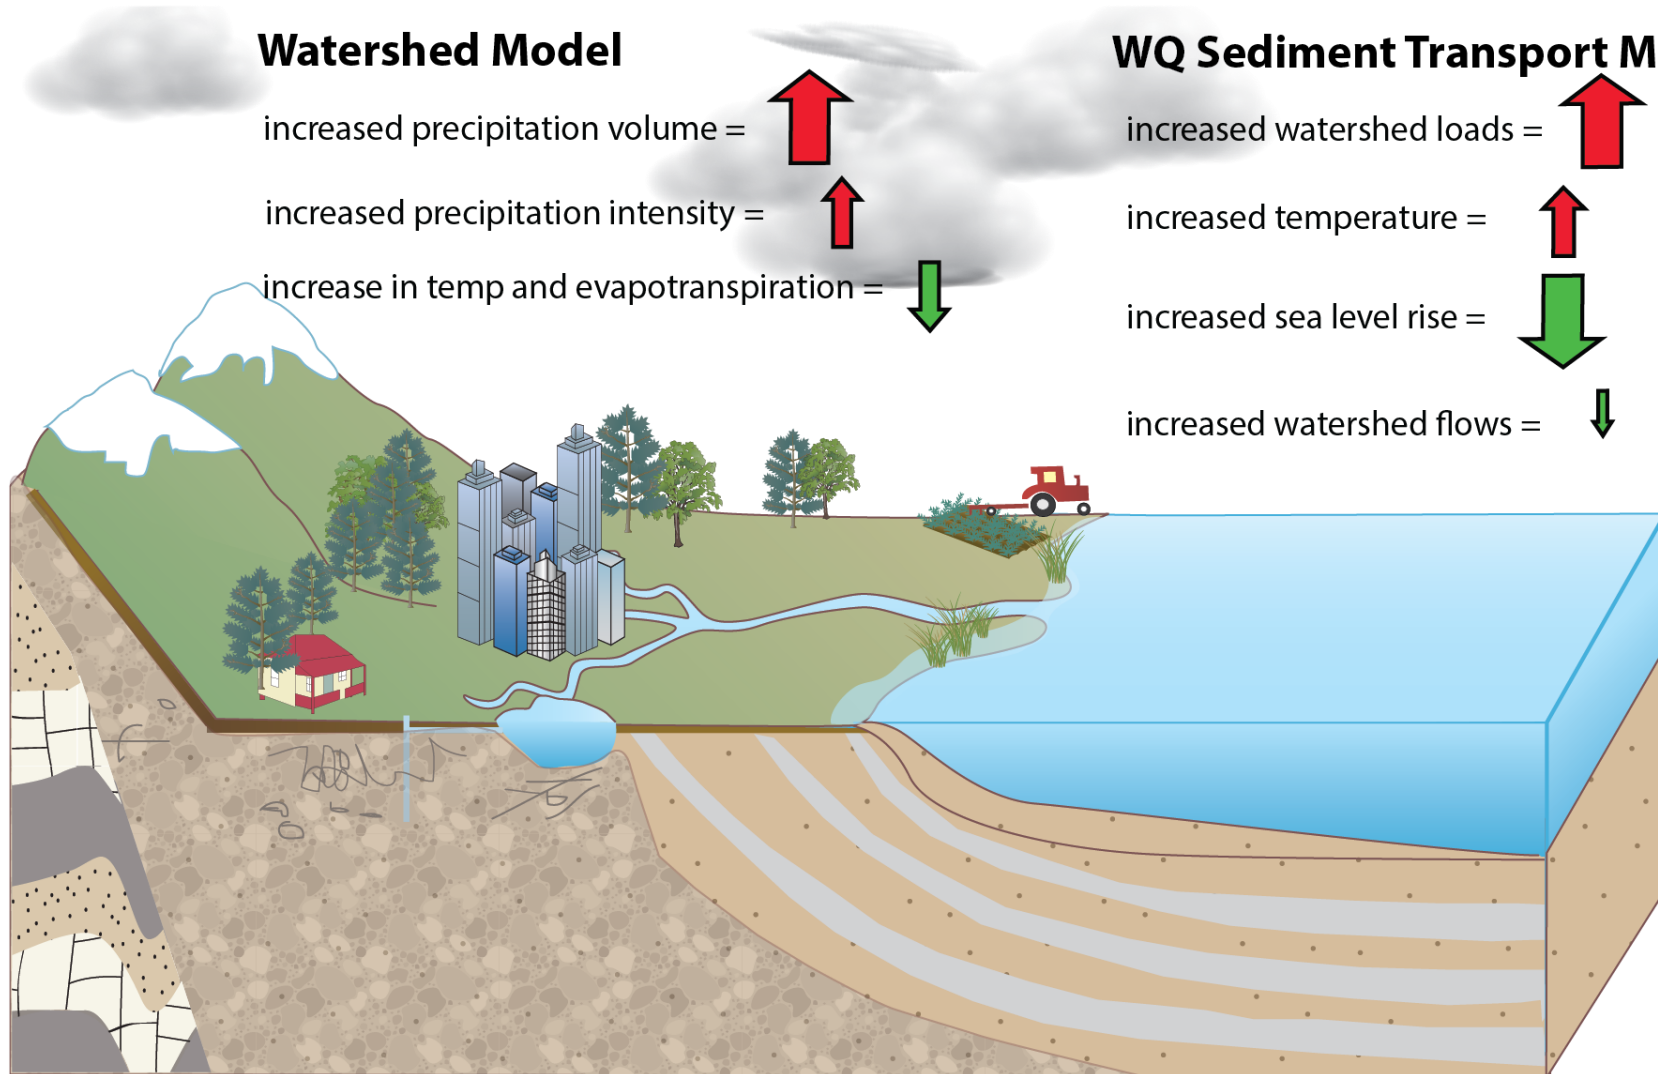 Watershed Model
increased precipitation volume =
increased precipitation intensity =
increase in temp and evapotranspiration =
WQ Sediment Transport M
increased watershed loads =
increased temperature =
increased sea level rise =
increased watershed flows =